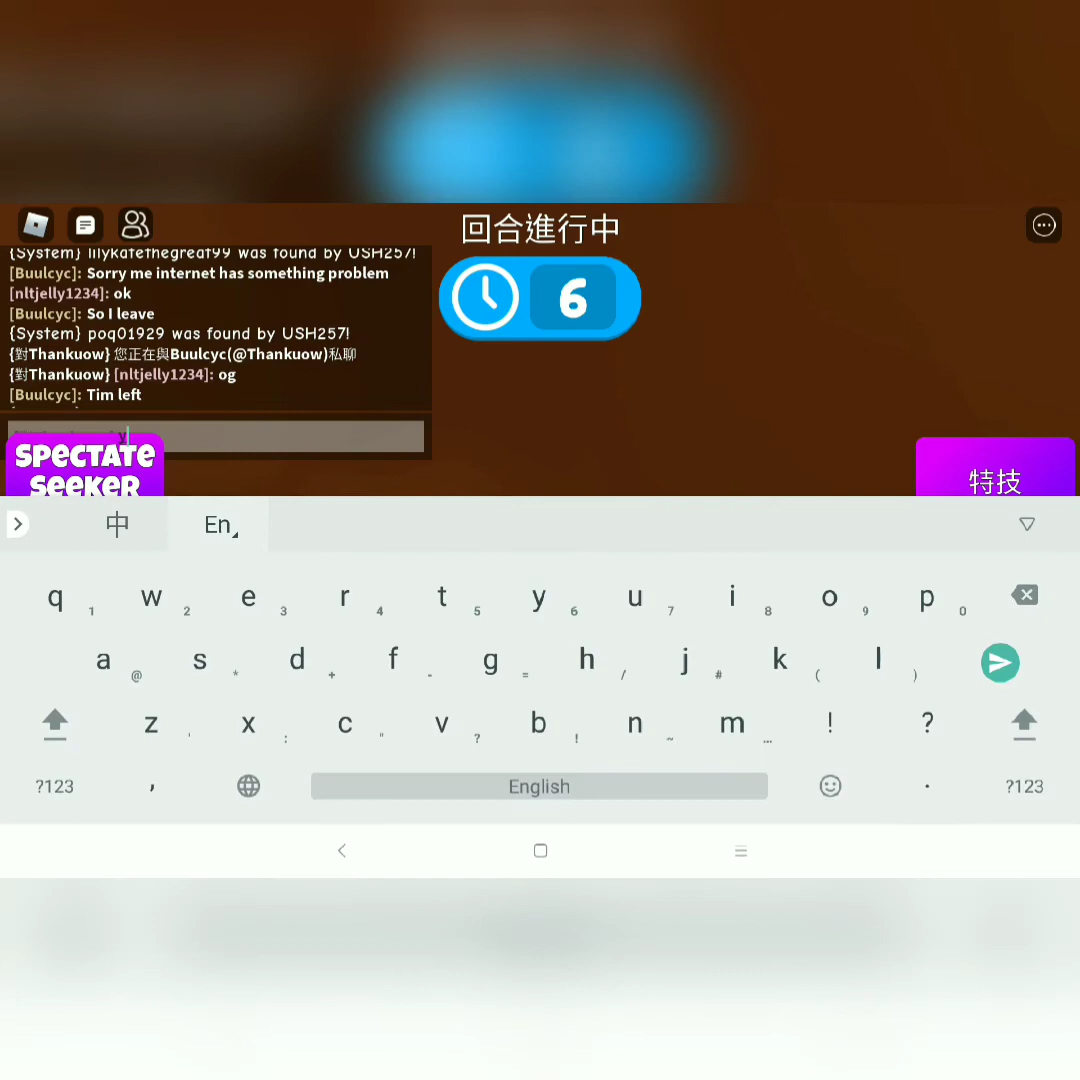 回合進行中
6
{System} lilykatethegreat99 was found by USH257!
[Buulcyc]: Sorry me internet has something problem
[nltjelly1234]: ok
[Buulcyc]: So I leave
{System} poq01929 was found by USH257!
{對Thankuow} 您正在與Buulcyc(@Thankuow)私聊
{對Thankuow} [nltjelly1234]: og
[Buulcyc]: Tim left
y
SPECTATE
SEEKER
特技
中 En
q 1 w 2 e 3 r 4 t 5 y 6 u 7 i 8 o 9 p 0
a @ s * d + f - g = h / j # k ( l )
z ' x : c " v ? b ! n ~ m … ! ?
?123 , English . ?123